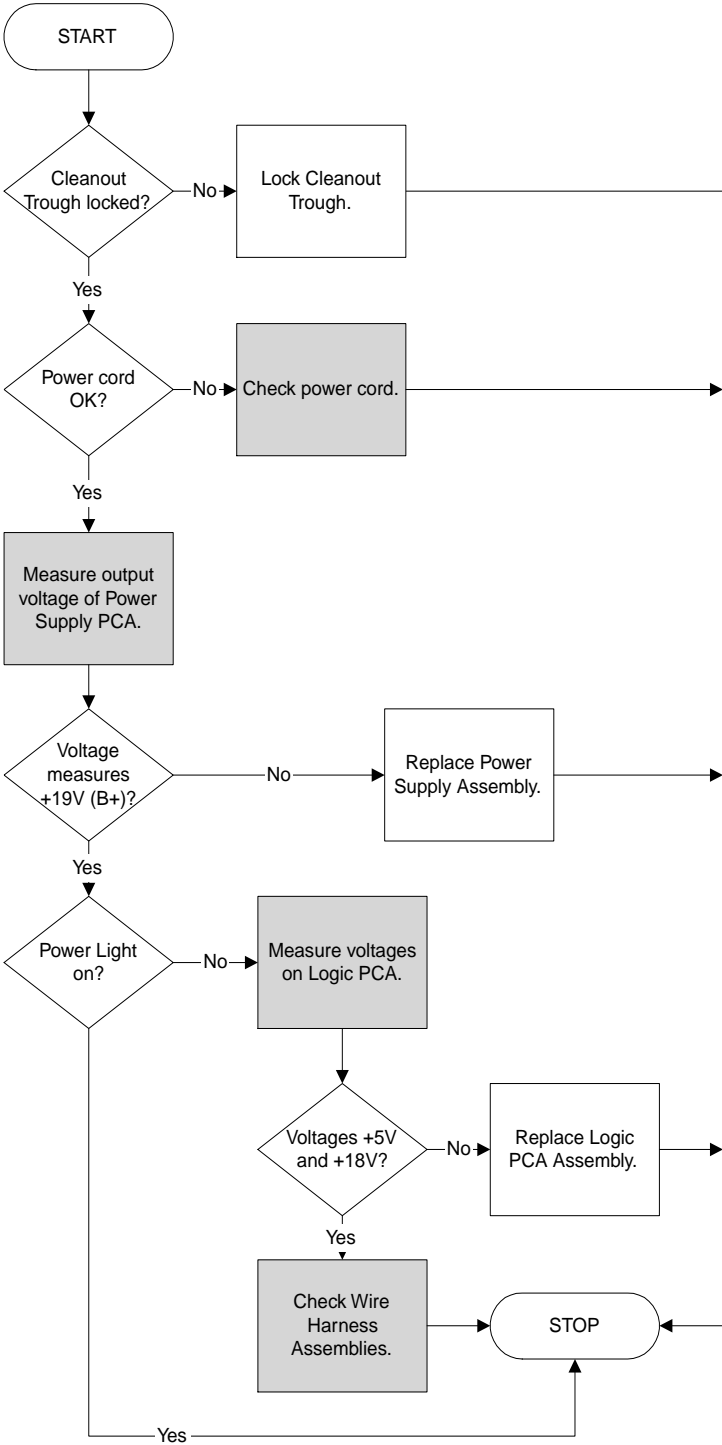 START
Cleanout
Trough locked?
No
Lock Cleanout
Trough.
Yes
Power cord
OK?
No
Check power cord.
Yes
Measure output
voltage of Power
Supply PCA.
Voltage
measures
+19V (B+)?
No
Replace Power
Supply Assembly.
Yes
Power Light
on?
No
Measure voltages
on Logic PCA.
Voltages +5V
and +18V?
No
Replace Logic
PCA Assembly.
Yes
Check Wire
Harness
Assemblies.
STOP
Yes